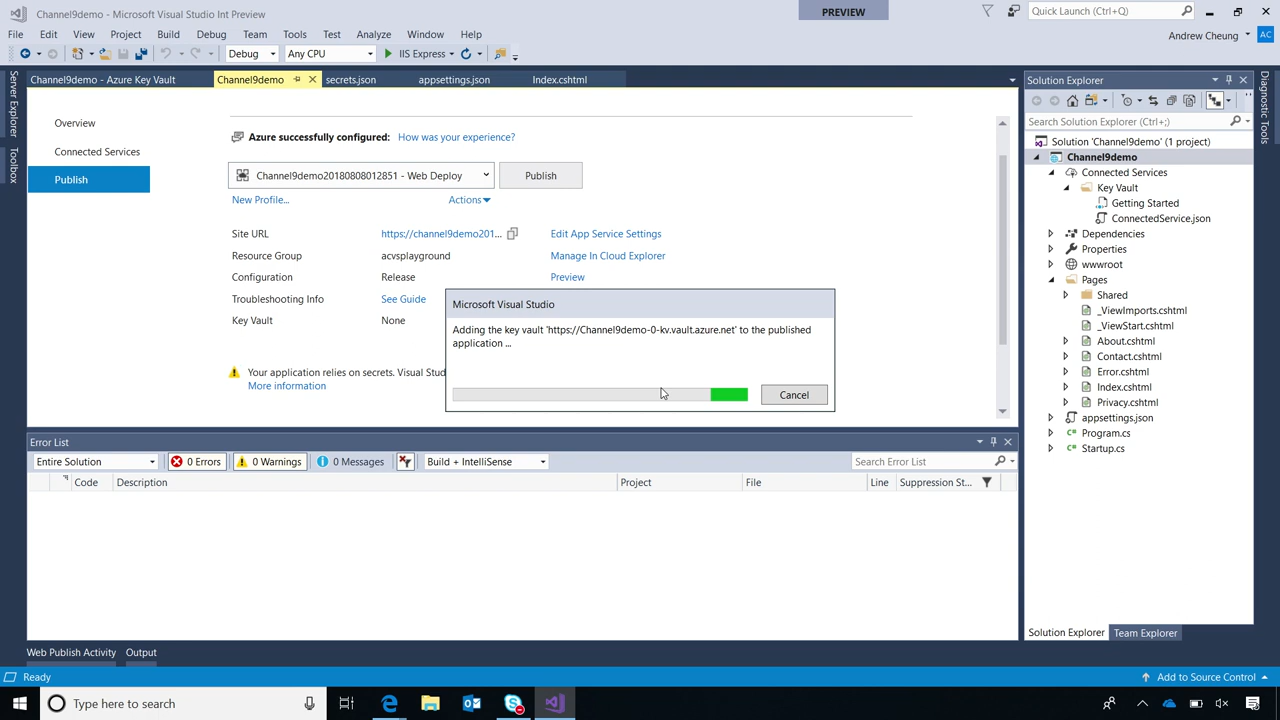 Channel9demo - Microsoft Visual Studio Int Preview
PREVIEW
Quick Launch (Ctrl+Q)
File Edit View Project Build Debug Team Tools Test Analyze Window Help
Andrew Cheung
AC
Debug Any CPU IIS Express
Server Explorer
Toolbox
Channel9demo - Azure Key Vault
Channel9demo
secrets.json
appsettings.json
Index.cshtml
Overview
Connected Services
Publish
Azure successfully configured: How was your experience?
Channel9demo20180808012851 - Web Deploy
Publish
New Profile...
Actions
Site URL https://channel9demo201... Edit App Service Settings
Resource Group acvsplayground Manage In Cloud Explorer
Configuration Release Preview
Troubleshooting Info See Guide
Key Vault None
Your application relies on secrets. Visual Stud
More information
Microsoft Visual Studio
Adding the key vault 'https://Channel9demo-0-kv.vault.azure.net' to the published
application ...
Cancel
Error List
Entire Solution 0 Errors 0 Warnings 0 Messages Build + IntelliSense Search Error List
Code Description Project File Line Suppression St...
Web Publish Activity Output
Solution Explorer
Search Solution Explorer (Ctrl+;)
Solution 'Channel9demo' (1 project)
Channel9demo
Connected Services
Key Vault
Getting Started
ConnectedService.json
Dependencies
Properties
wwwroot
Pages
Shared
_ViewImports.cshtml
_ViewStart.cshtml
About.cshtml
Contact.cshtml
Error.cshtml
Index.cshtml
Privacy.cshtml
appsettings.json
Program.cs
Startup.cs
Solution Explorer Team Explorer
Diagnostic Tools
Ready
Add to Source Control
Type here to search